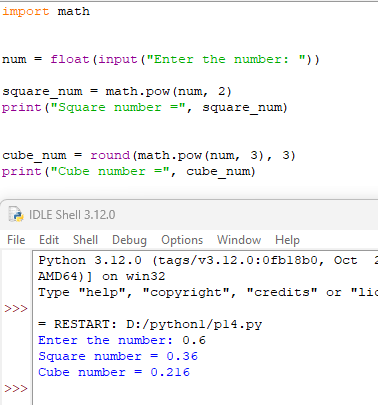 import math
num = float(input("Enter the number: "))
square_num = math.pow(num, 2)
print("Square number =", square_num)
cube_num = round(math.pow(num, 3), 3)
print("Cube number =", cube_num)
IDLE Shell 3.12.0
File Edit Shell Debug Options Window Help
Python 3.12.0 (tags/v3.12.0:0fb18b0, Oct 2
AMD64)] on win32
Type "help", "copyright", "credits" or "lic
>>>
= RESTART: D:/python1/p14.py
Enter the number: 0.6
Square number = 0.36
Cube number = 0.216
>>>